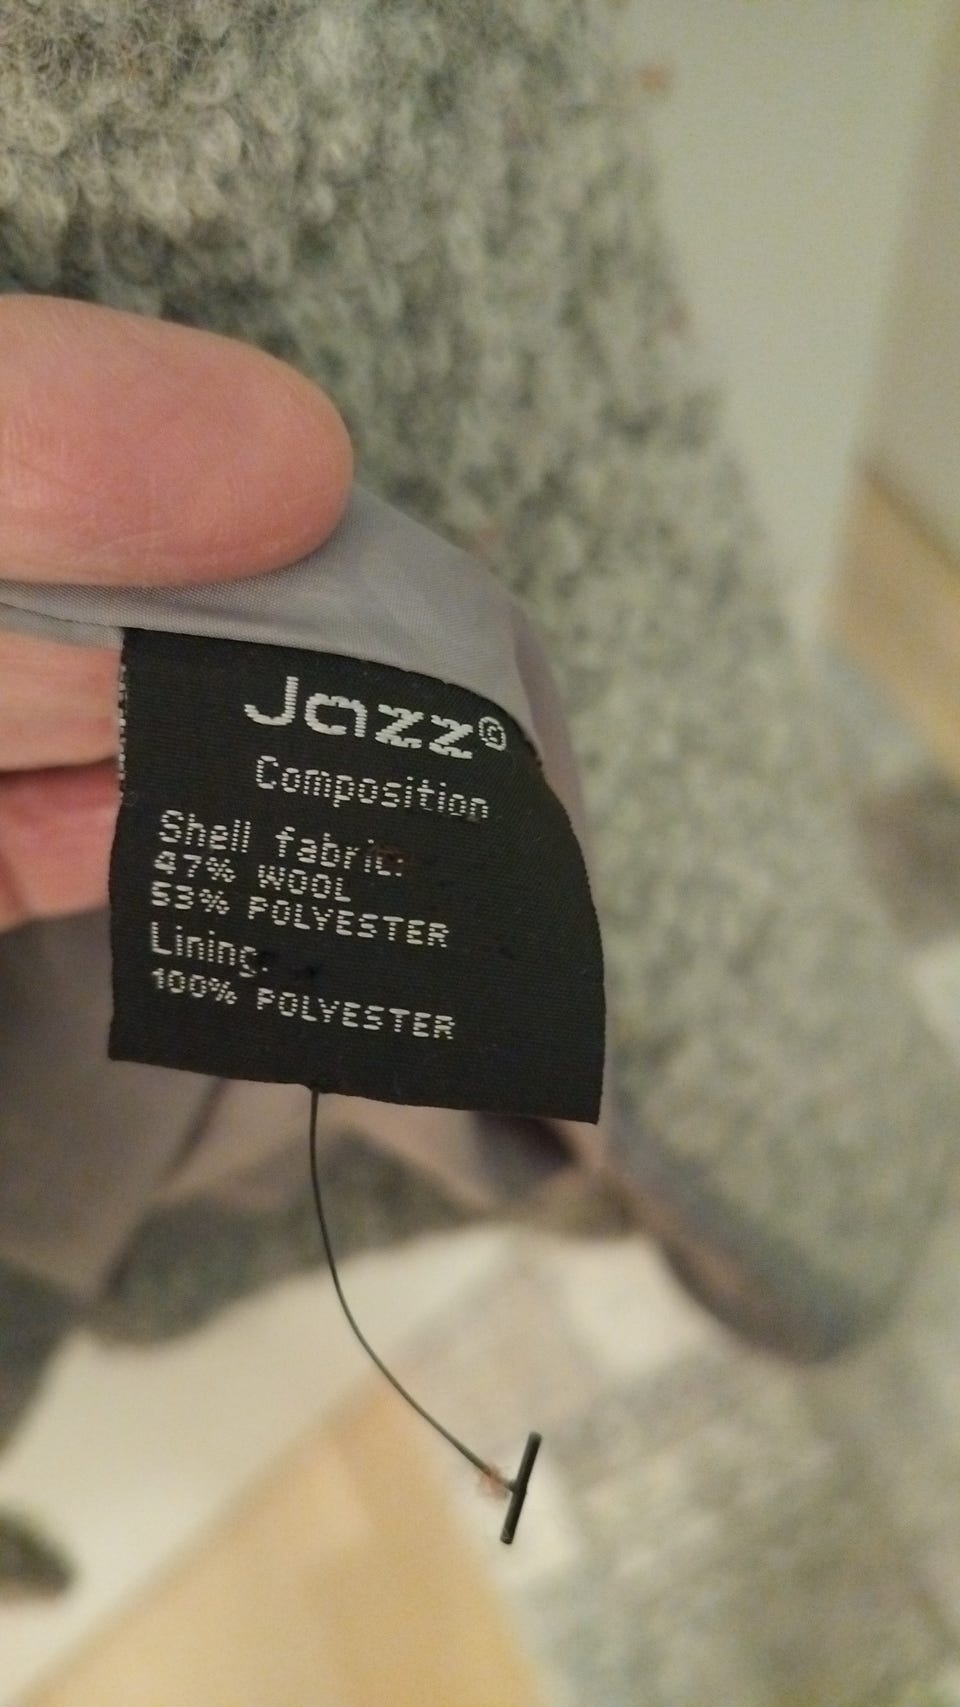 Jazz©
Composition
Shell fabric:
47% WOOL
53% POLYESTER
Lining:
100% POLYESTER